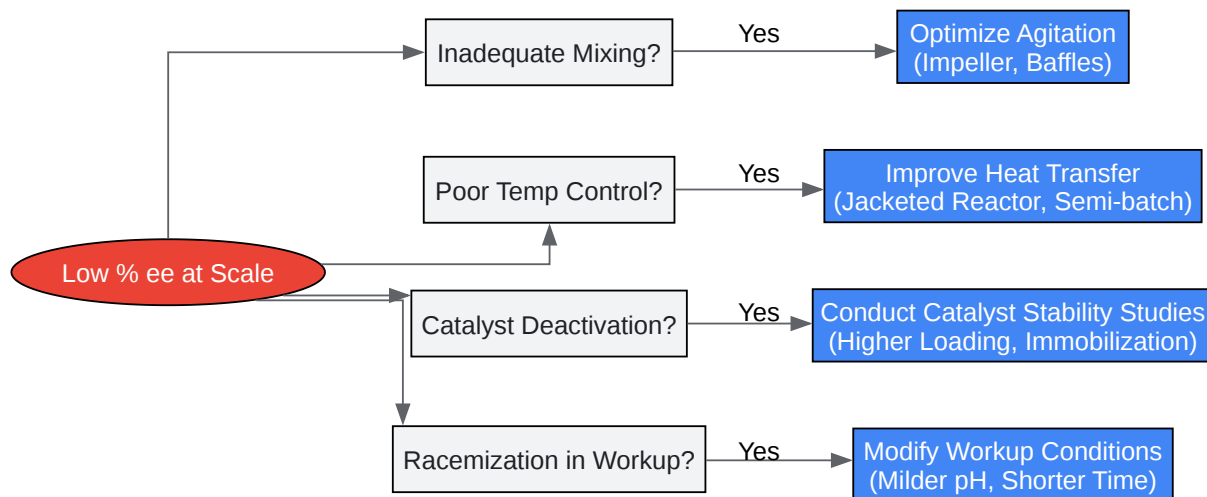 Inadequate Mixing?
Yes
Optimize Agitation
(Impeller, Baffles)
Poor Temp Control?
Yes
Improve Heat Transfer
(Jacketed Reactor, Semi-batch)
Low % ee at Scale
Catalyst Deactivation?
Yes
Conduct Catalyst Stability Studies
(Higher Loading, Immobilization)
Racemization in Workup?
Yes
Modify Workup Conditions
(Milder pH, Shorter Time)